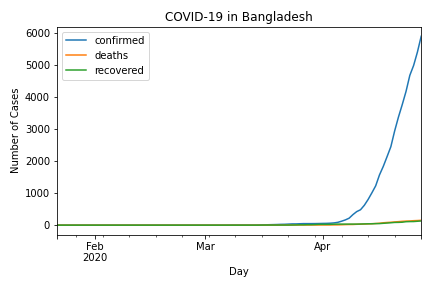 COVID-19 in Bangladesh
confirmed
deaths
recovered
6000
5000
4000
3000
2000
1000
0
Number of Cases
Feb
2020
Mar
Apr
Day